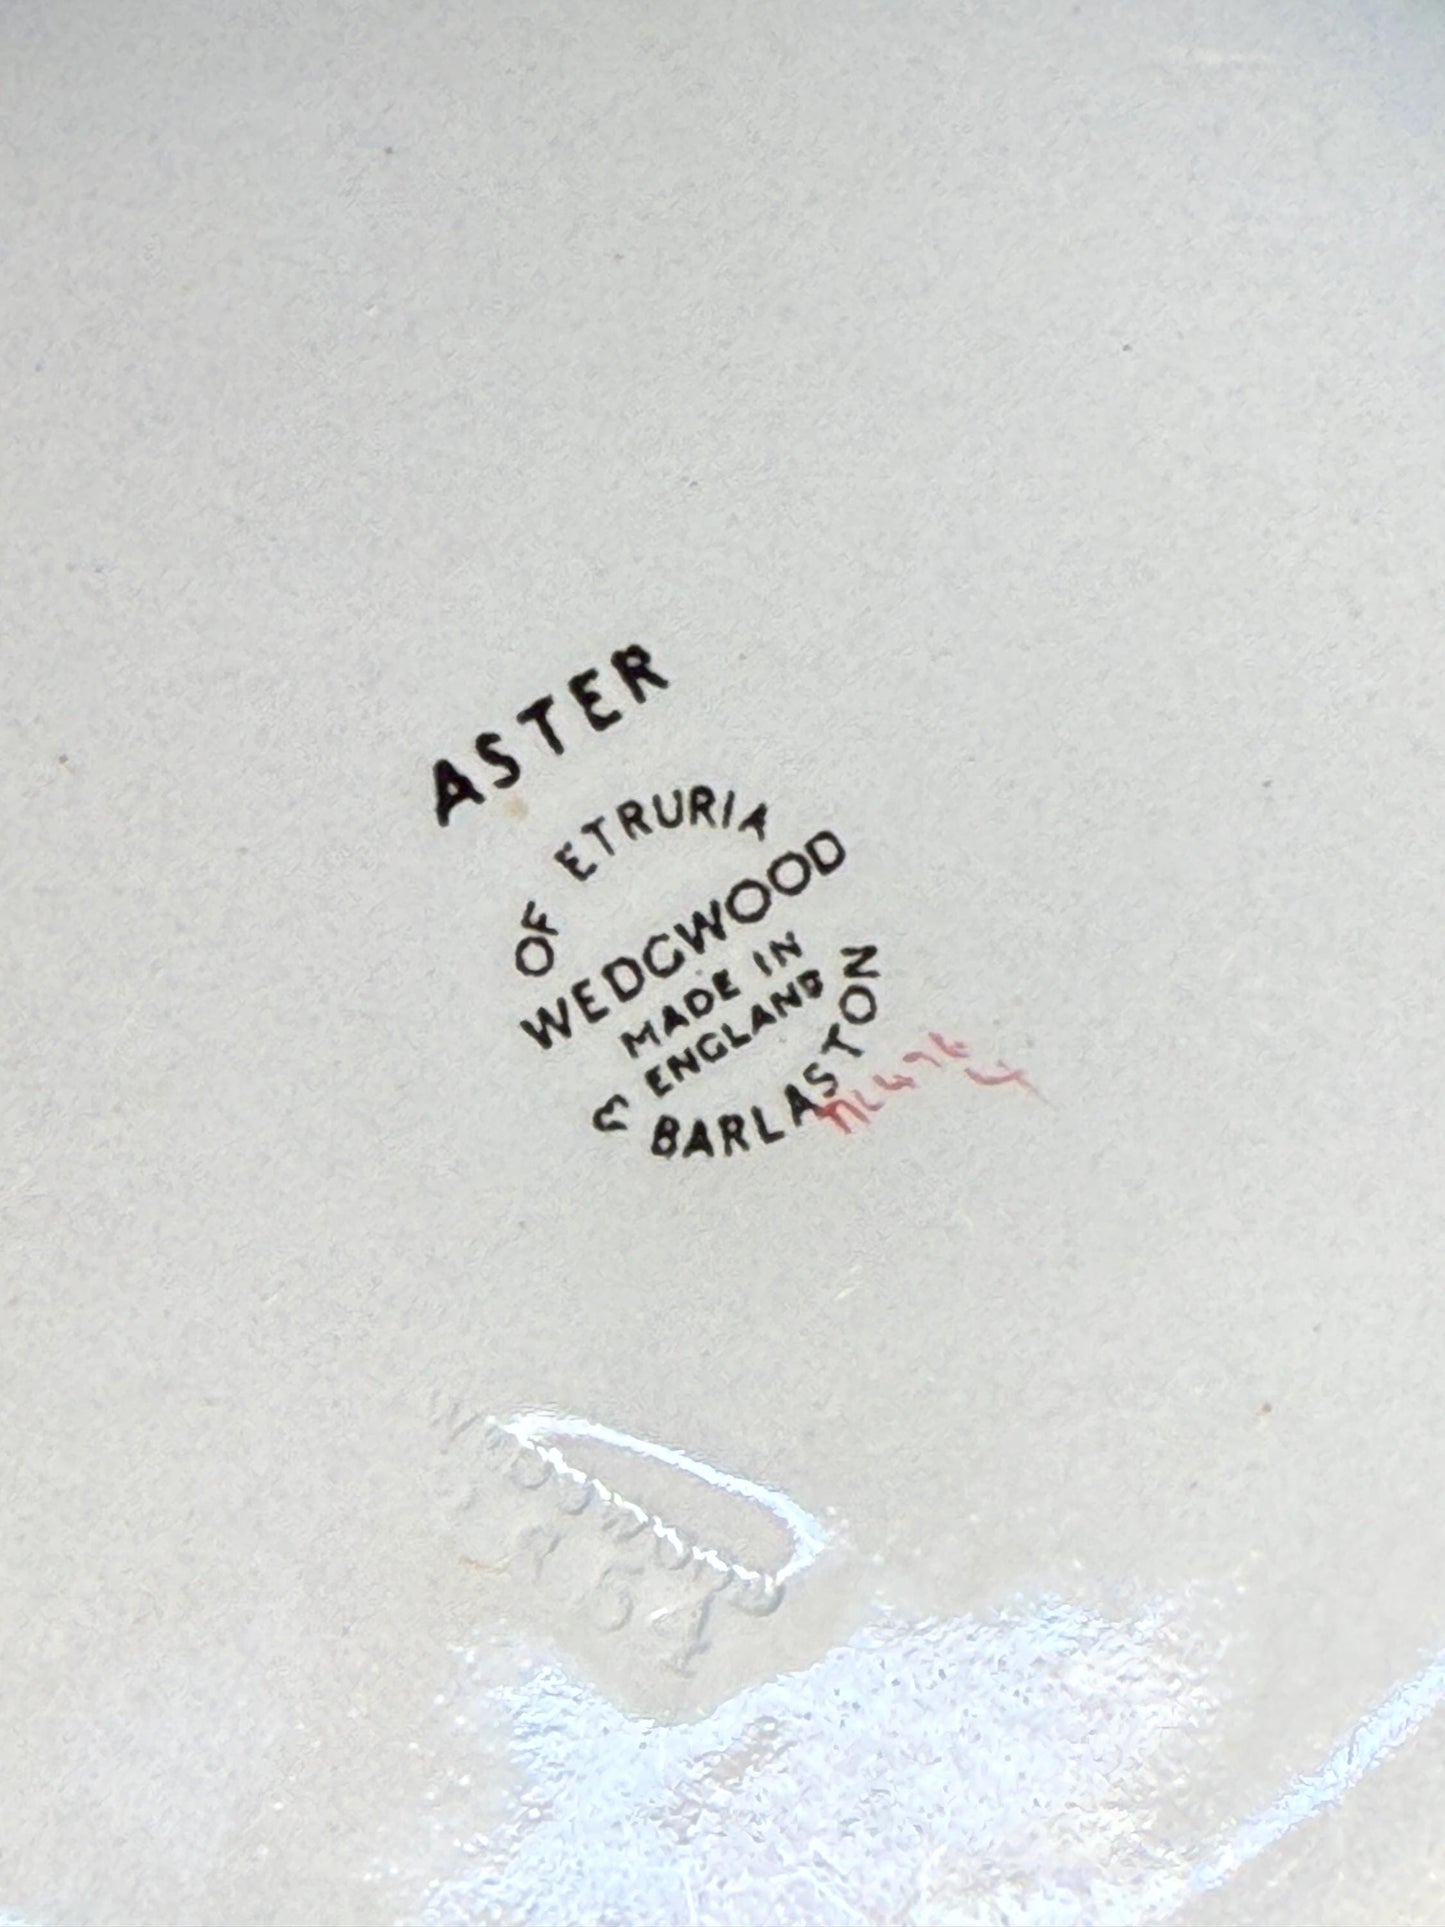 ASTER
OF ETRURIA
WEDGWOOD
MADE IN
ENGLAND
& BARLASTON